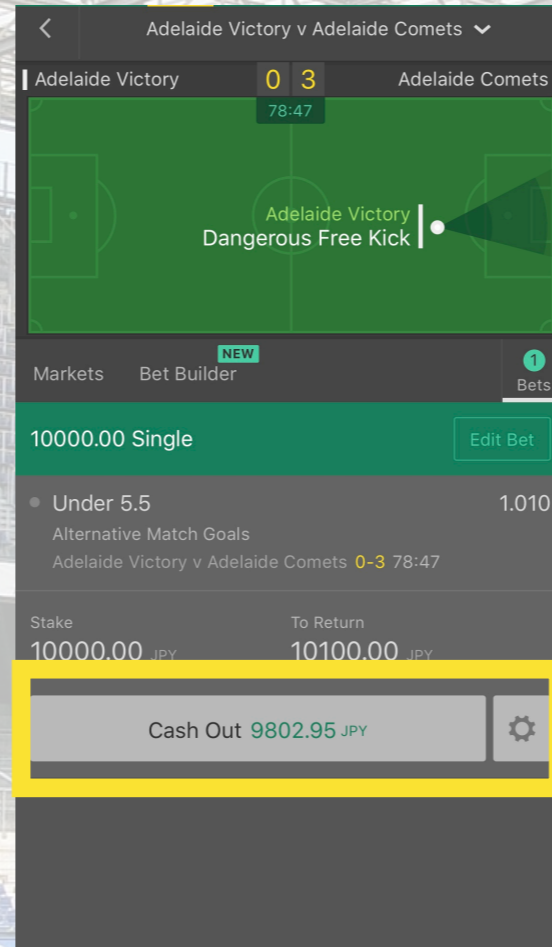 Adelaide Victory v Adelaide Comets
Adelaide Victory 0 3 Adelaide Comets
78:47
Adelaide Victory
Dangerous Free Kick
NEW
Markets Bet Builder
1
Bets
10000.00 Single Edit Bet
Under 5.5 1.010
Alternative Match Goals
Adelaide Victory v Adelaide Comets 0-3 78:47
Stake To Return
10000.00 JPY 10100.00 JPY
Cash Out 9802.95 JPY